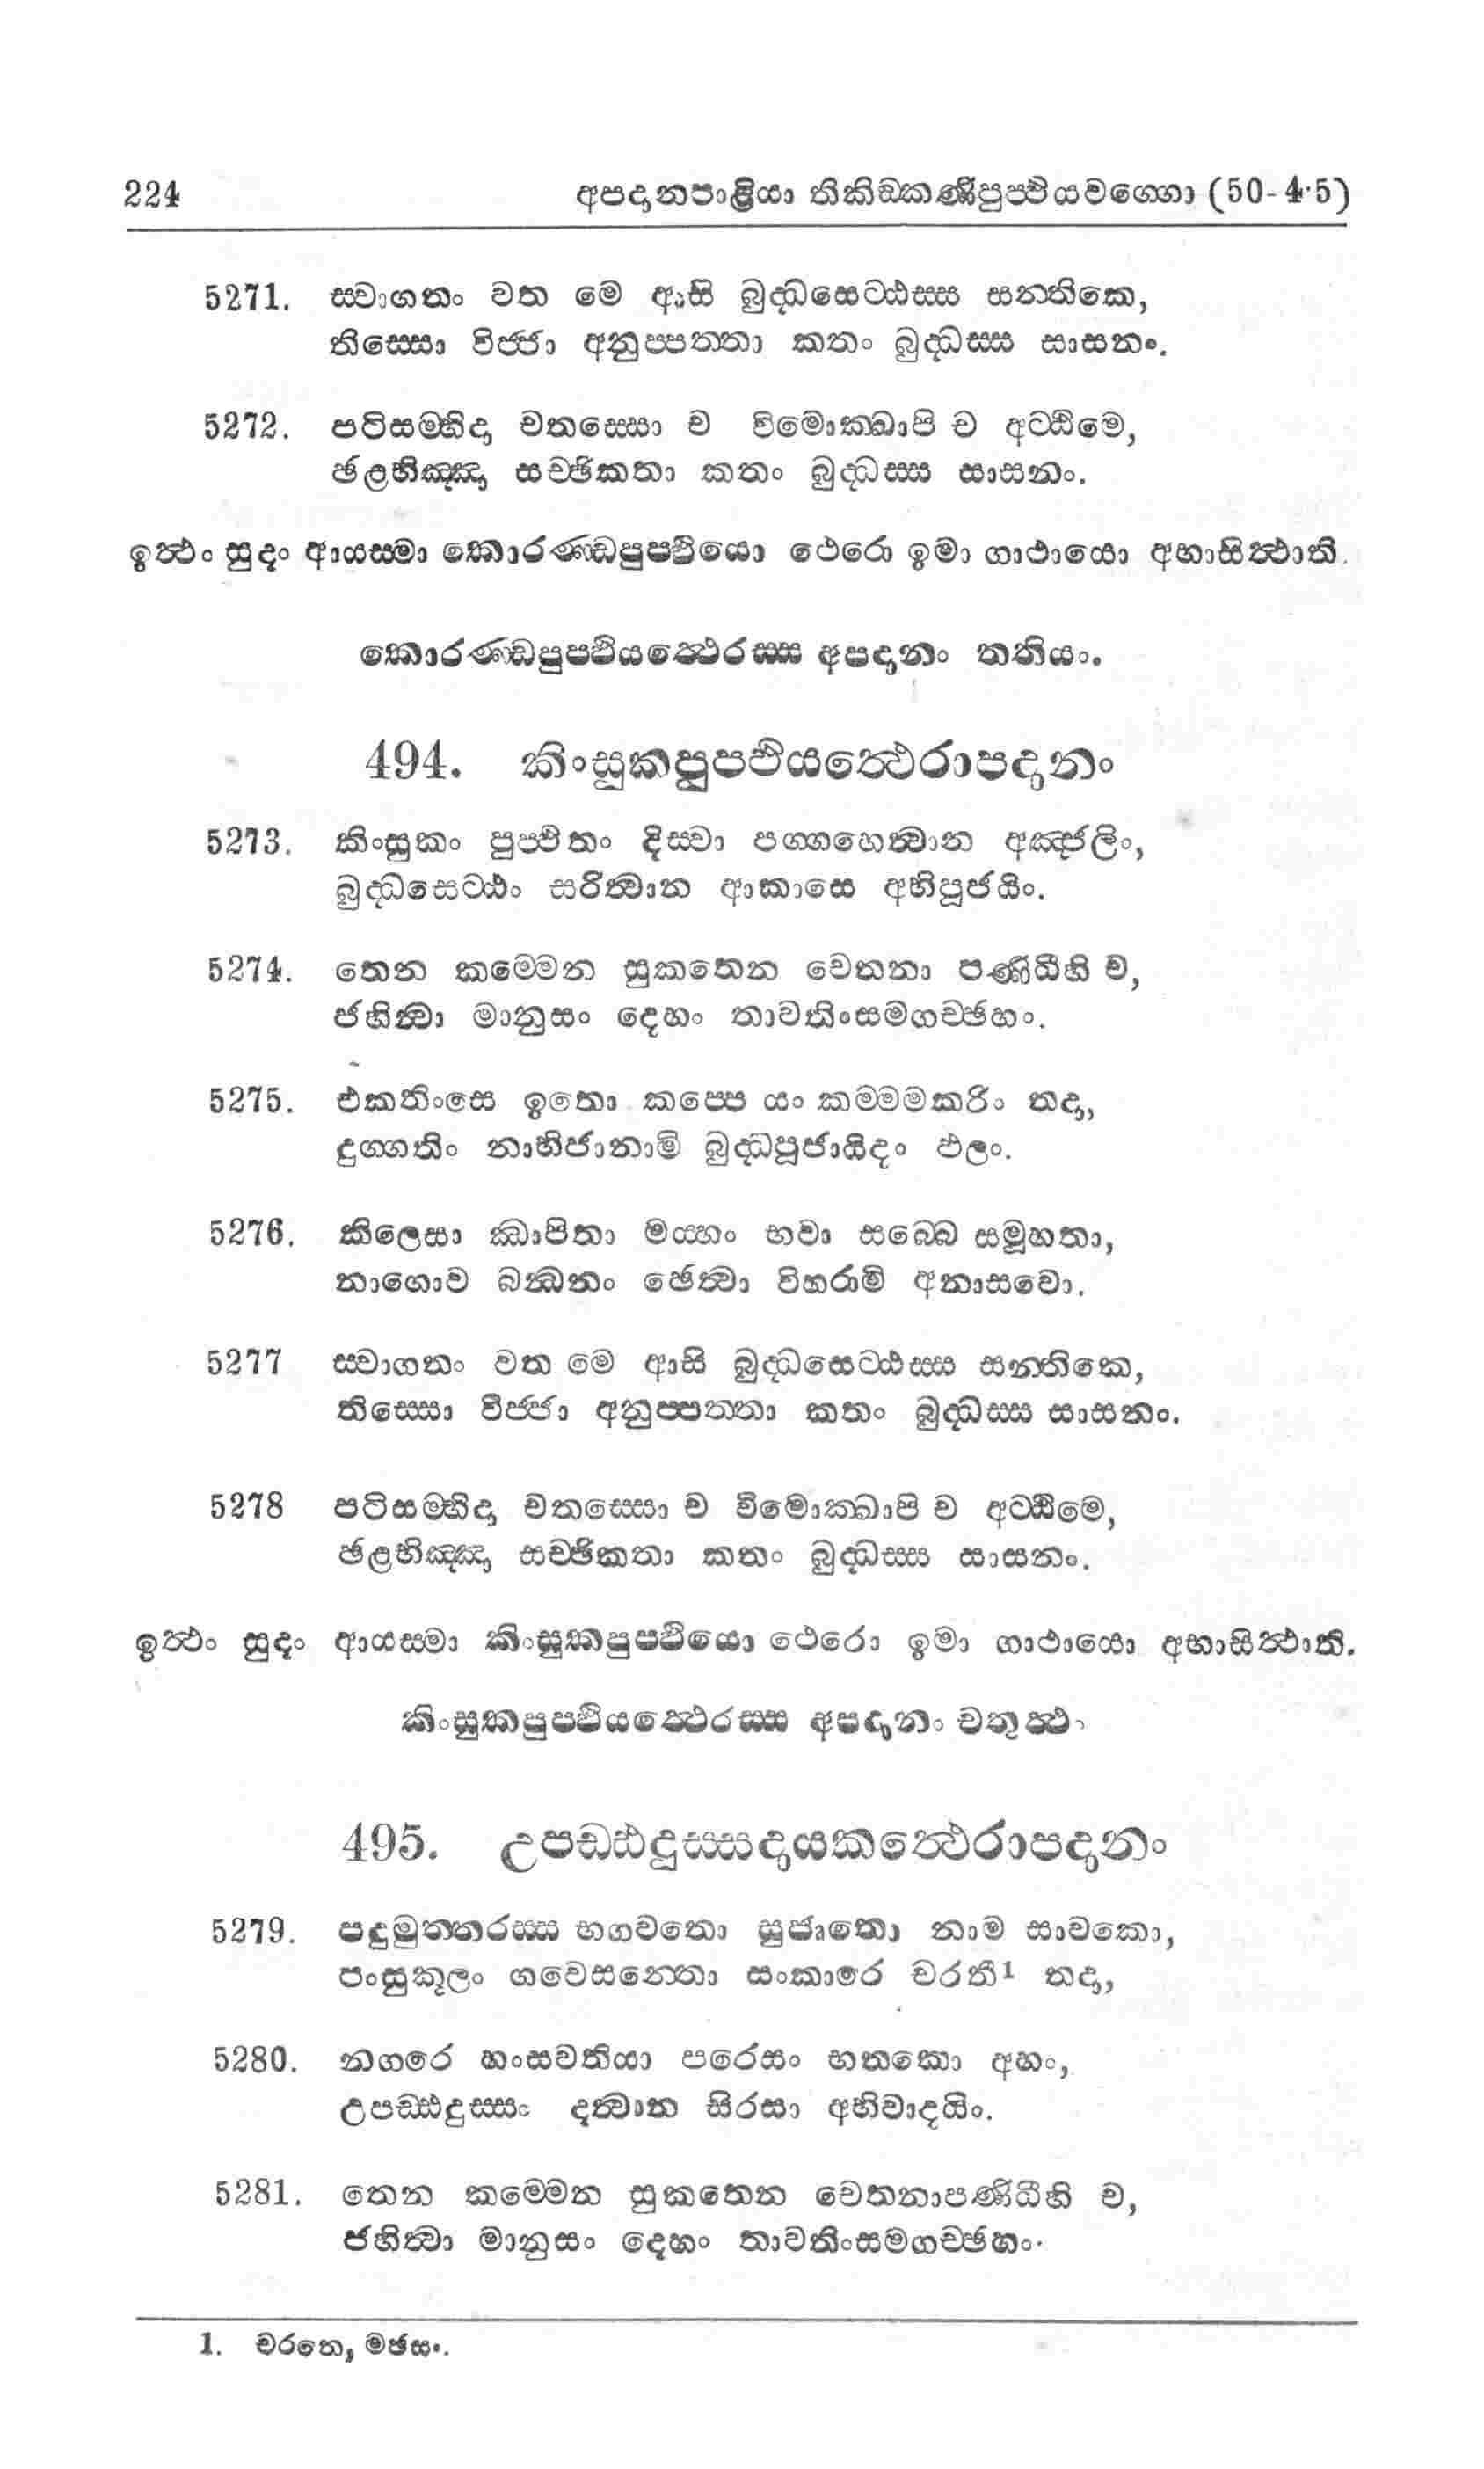 224 අපදානපාළියා තිකිඞකණිපුප්ඵියවග්ගො (50-4·5)
5271. ස්වාගතං වත මෙ ආසි බුද්ධසෙට්ඨස්ස සන්තිකෙ,
තිස්සො විජ්ජා අනුප්පත්තා කතං බුද්ධස්ස සාසනං.
5272. පටිසම්භිදා චතස්සො ච විමොක්ඛාපි ච අට්ඨිමෙ,
ඡළභිඤ්ඤා සච්ඡිකතා කතං බුද්ධස්ස සාසනං.
ඉත්ථං සුදං ආයස්මා කොරණ්ඩපුප්ඵියො ථෙරො ඉමා ගාථායො අභාසිත්ථාති.
කොරණ්ඩපුප්ඵියත්ථෙරස්ස අපදානං තතියං.
494. කිංසුකපුප්ඵියත්ථෙරාපදානං
5273. කිංසුකං පුප්ඵිතං දිස්වා පග්ගහෙත්වාන අඤ්ජලිං,
බුද්ධසෙට්ඨං සරිත්වාන ආකාසෙ අභිපූජයිං.
5274. තෙන කම්මෙන සුකතෙන චෙතනා පණිධීහි ච,
ජහිත්වා මානුසං දෙහං තාවතිංසමගච්ඡහං.
5275. එකතිංසෙ ඉතො කප්පෙ යං කම්මමකරිං තදා,
දුග්ගතිං නාභිජානාමි බුද්ධපූජායිදං ඵලං.
5276. කිලෙසා ඣාපිතා මය්හං භවා සබ්බෙ සමූහතා,
නාගොව බන්ධනං ඡෙත්වා විහරාමි අනාසවො.
5277 ස්වාගතං වත මෙ ආසි බුද්ධසෙට්ඨස්ස සන්තිකෙ,
තිස්සො විජ්ජා අනුප්පත්තා කතං බුද්ධස්ස සාසනං.
5278 පටිසම්භිදා චතස්සො ච විමොක්ඛාපි ච අට්ඨිමෙ,
ඡළභිඤ්ඤා සච්ඡිකතා කතං බුද්ධස්ස සාසනං.
ඉත්ථං සුදං ආයස්මා කිංසුකපුප්ඵියො ථෙරො ඉමා ගාථායො අභාසිත්ථාති.
කිංසුකපුප්ඵියත්ථෙරස්ස අපදානං චතුත්ථං
495. උපඩ්ඪදුස්සදායකත්ථෙරාපදානං
5279. පදුමුත්තරස්ස භගවතො සුජාතො නාම සාවකො,
පංසුකූලං ගවෙසන්තො සංකාරෙ චරතී1 තදා,
5280. නගරෙ හංසවතියා පරෙසං භතකො අහං,
උපඩ්ඪදුස්සං දත්වාන සිරසා අභිවාදයිං.
5281. තෙන කම්මෙන සුකතෙන චෙතනාපණිධීහි ච,
ජහිත්වා මානුසං දෙහං තාවතිංසමගච්ඡහං·
1. චරතෙ, මඡසං.